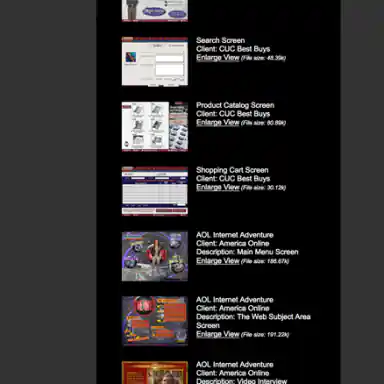 Search Screen
Client: CUC Best Buys
Enlarge View (File size: 48.39k)
Product Catalog Screen
Client: CUC Best Buys
Enlarge View (File size: 60.89k)
Shopping Cart Screen
Client: CUC Best Buys
Enlarge View (File size: 30.12k)
AOL Internet Adventure
Client: America Online
Description: Main Menu Screen
Enlarge View (File size: 186.67k)
AOL Internet Adventure
Client: America Online
Description: The Web Subject Area
Screen
Enlarge View (File size: 191.22k)
AOL Internet Adventure
Client: America Online
Description: Video Interview